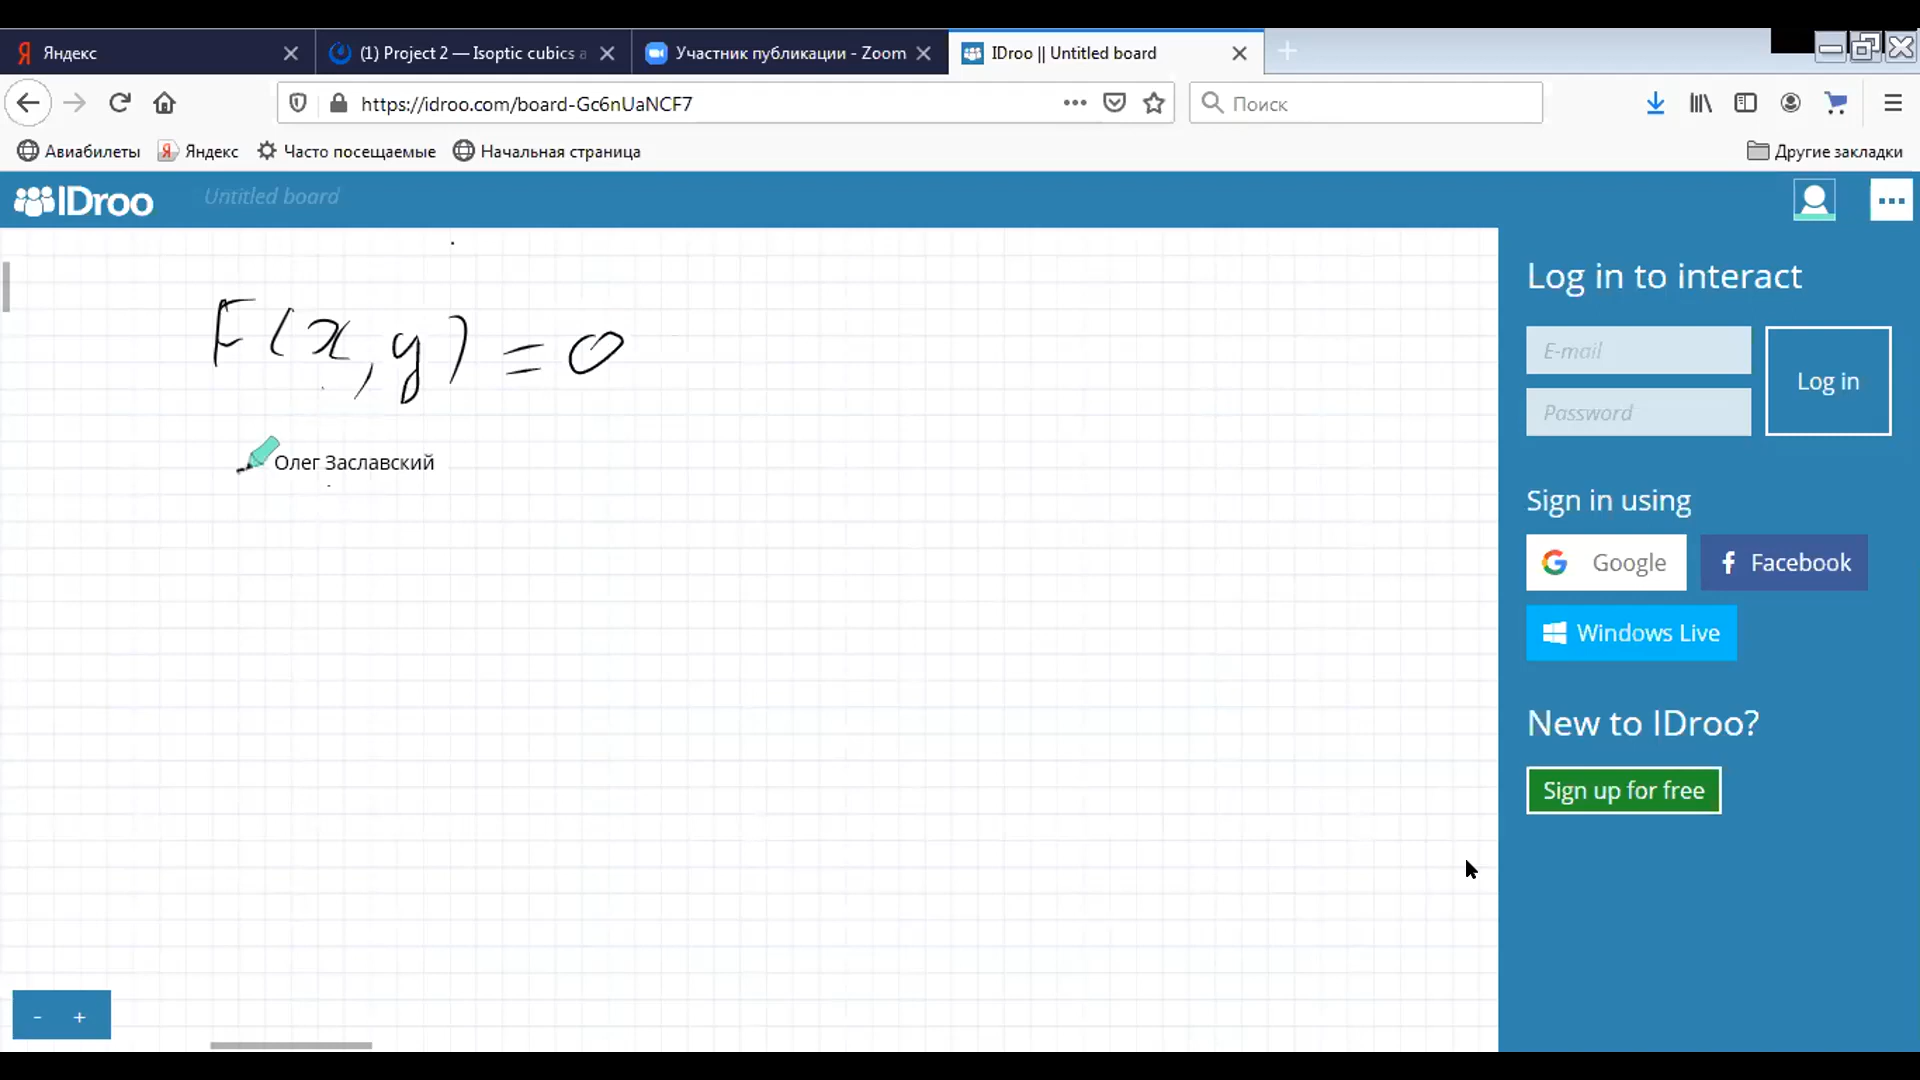 Яндекс
(1) Project 2 — Isoptic cubics a
Участник публикации - Zoom
IDroo || Untitled board
https://idroo.com/board-Gc6nUaNCF7
Поиск
Авиабилеты
Яндекс
Часто посещаемые
Начальная страница
Другие закладки
IDroo
Untitled board
F(x,y)=0
Олег Заславский
Log in to interact
E-mail
Password
Log in
Sign in using
Google
Facebook
Windows Live
New to IDroo?
Sign up for free
- +